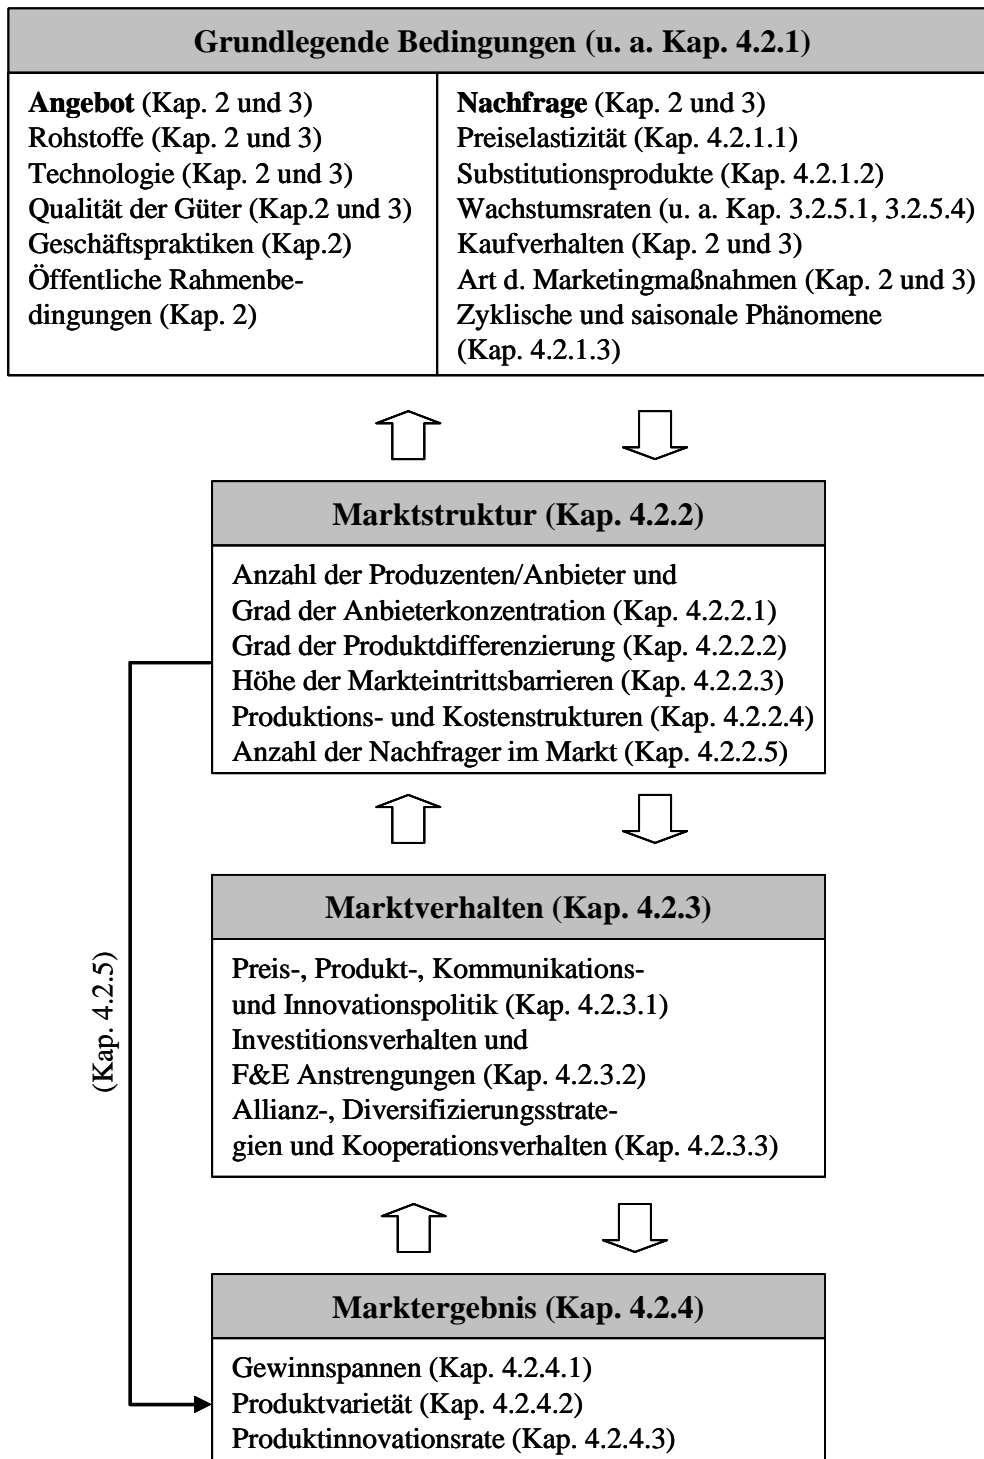 Grundlegende Bedingungen (u. a. Kap. 4.2.1)
Angebot (Kap. 2 und 3)
Rohstoffe (Kap. 2 und 3)
Technologie (Kap. 2 und 3)
Qualität der Güter (Kap.2 und 3)
Geschäftspraktiken (Kap.2)
Öffentliche Rahmenbe-
dingungen (Kap. 2)
Nachfrage (Kap. 2 und 3)
Preiselastizität (Kap. 4.2.1.1)
Substitutionsprodukte (Kap. 4.2.1.2)
Wachstumsraten (u. a. Kap. 3.2.5.1, 3.2.5.4)
Kaufverhalten (Kap. 2 und 3)
Art d. Marketingmaßnahmen (Kap. 2 und 3)
Zyklische und saisonale Phänomene
(Kap. 4.2.1.3)
Marktstruktur (Kap. 4.2.2)
Anzahl der Produzenten/Anbieter und
Grad der Anbieterkonzentration (Kap. 4.2.2.1)
Grad der Produktdifferenzierung (Kap. 4.2.2.2)
Höhe der Markteintrittsbarrieren (Kap. 4.2.2.3)
Produktions- und Kostenstrukturen (Kap. 4.2.2.4)
Anzahl der Nachfrager im Markt (Kap. 4.2.2.5)
(Kap. 4.2.5)
Marktverhalten (Kap. 4.2.3)
Preis-, Produkt-, Kommunikations-
und Innovationspolitik (Kap. 4.2.3.1)
Investitionsverhalten und
F&E Anstrengungen (Kap. 4.2.3.2)
Allianz-, Diversifizierungsstrate-
gien und Kooperationsverhalten (Kap. 4.2.3.3)
Marktergebnis (Kap. 4.2.4)
Gewinnspannen (Kap. 4.2.4.1)
Produktvarietät (Kap. 4.2.4.2)
Produktinnovationsrate (Kap. 4.2.4.3)